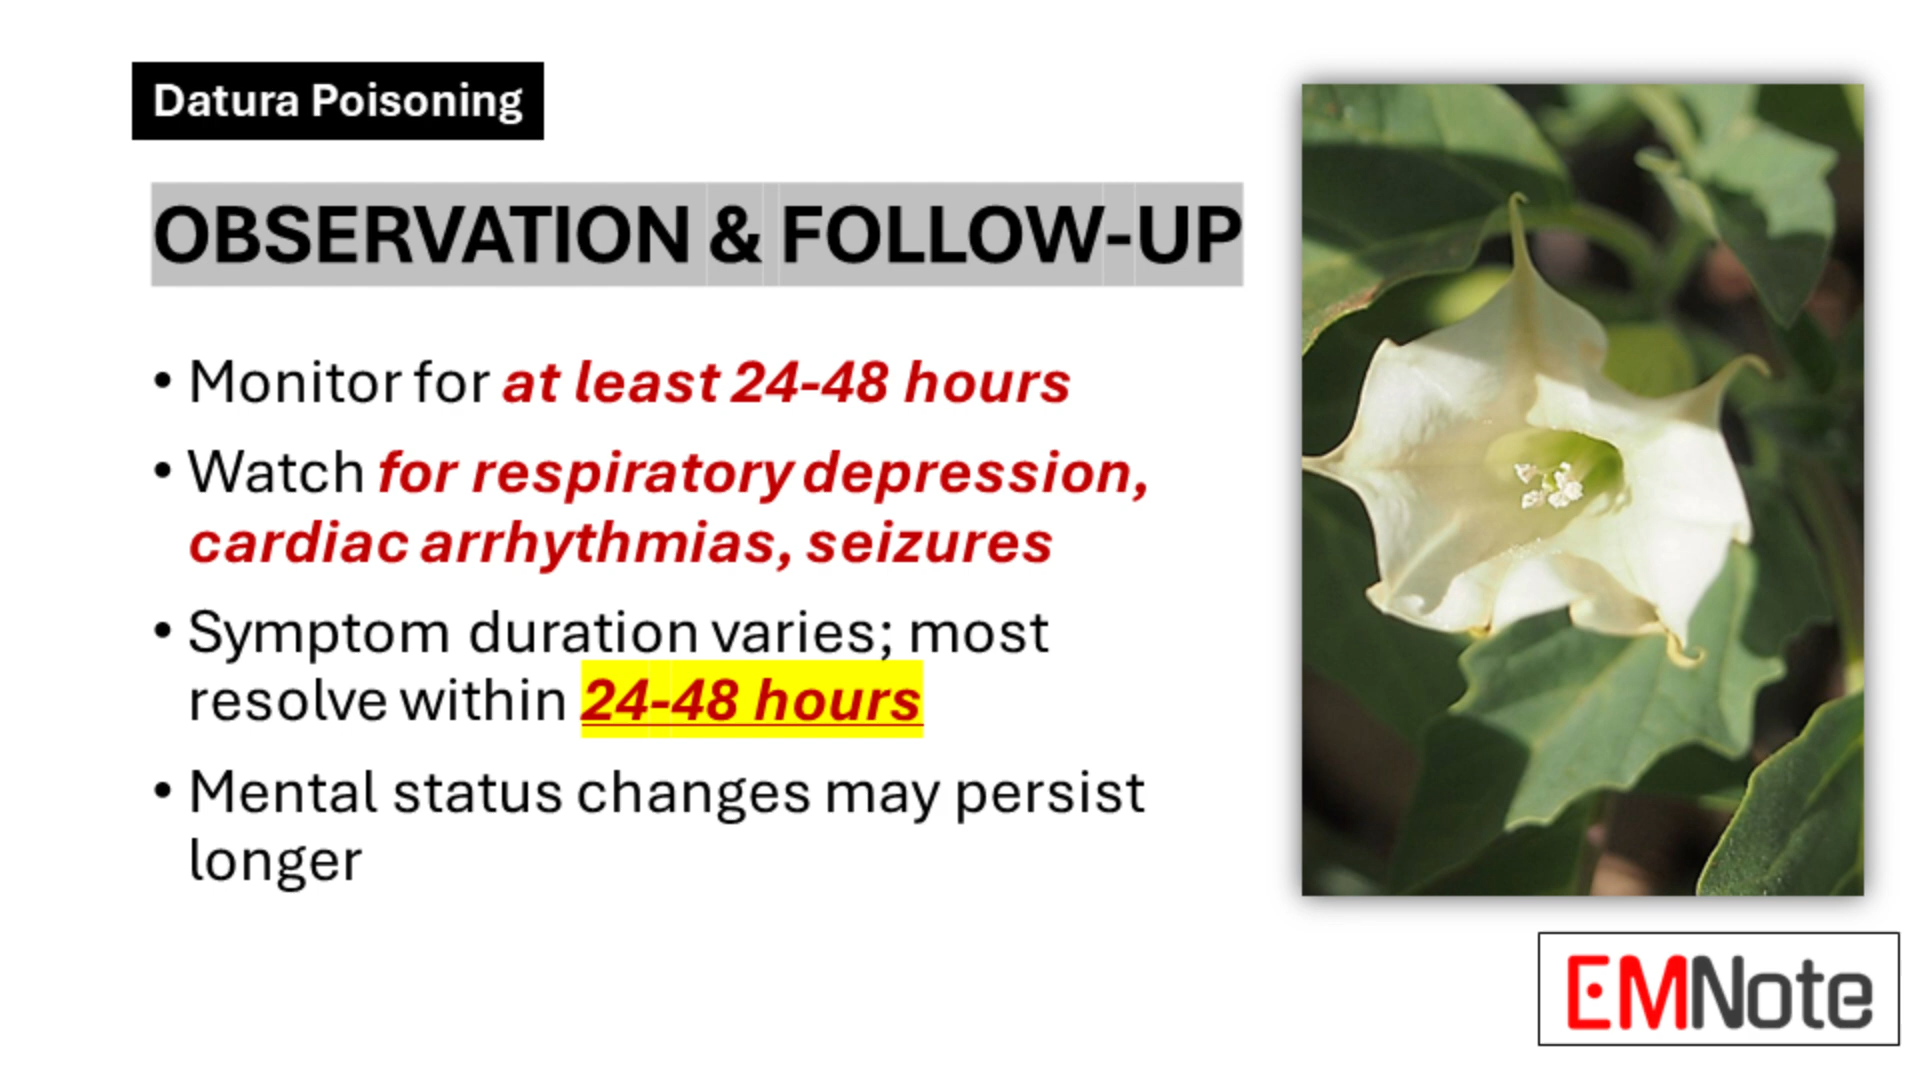 Datura Poisoning
OBSERVATION & FOLLOW-UP
• Monitor for at least 24-48 hours
• Watch for respiratory depression,
cardiac arrhythmias, seizures
• Symptom duration varies; most
resolve within 24-48 hours
• Mental status changes may persist
longer
EMNote